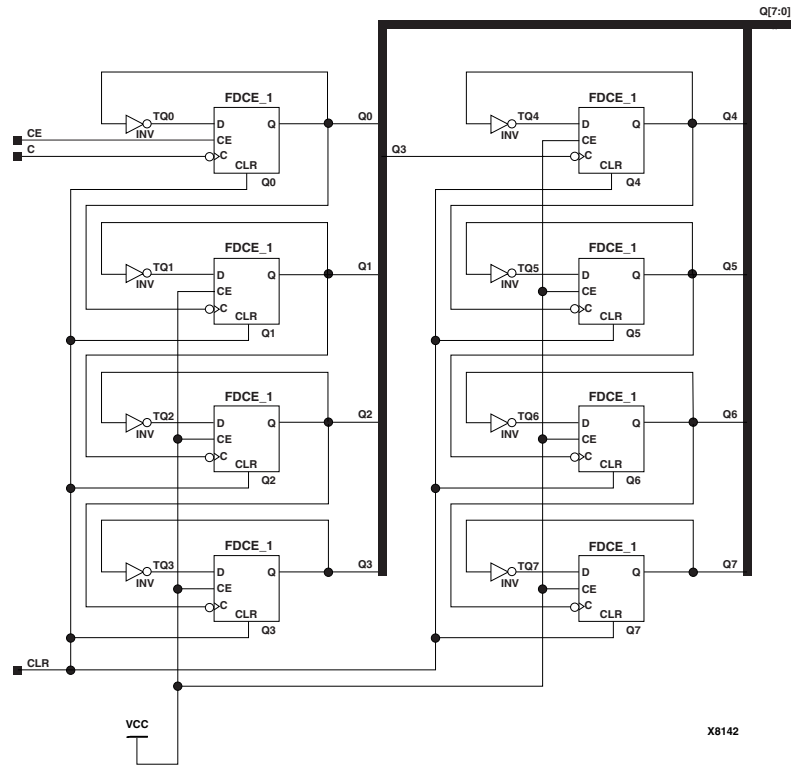 Q[7:0]
FDCE_1
TQ0
INV
D
Q
CE
C
CLR
Q0
Q0
CE
C
FDCE_1
TQ4
INV
D
Q
CE
C
CLR
Q4
Q4
Q3
FDCE_1
TQ1
INV
D
Q
CE
C
CLR
Q1
Q1
FDCE_1
TQ5
INV
D
Q
CE
C
CLR
Q5
Q5
FDCE_1
TQ2
INV
D
Q
CE
C
CLR
Q2
Q2
FDCE_1
TQ6
INV
D
Q
CE
C
CLR
Q6
Q6
FDCE_1
TQ3
INV
D
Q
CE
C
CLR
Q3
Q3
FDCE_1
TQ7
INV
D
Q
CE
C
CLR
Q7
Q7
CLR
VCC
X8142